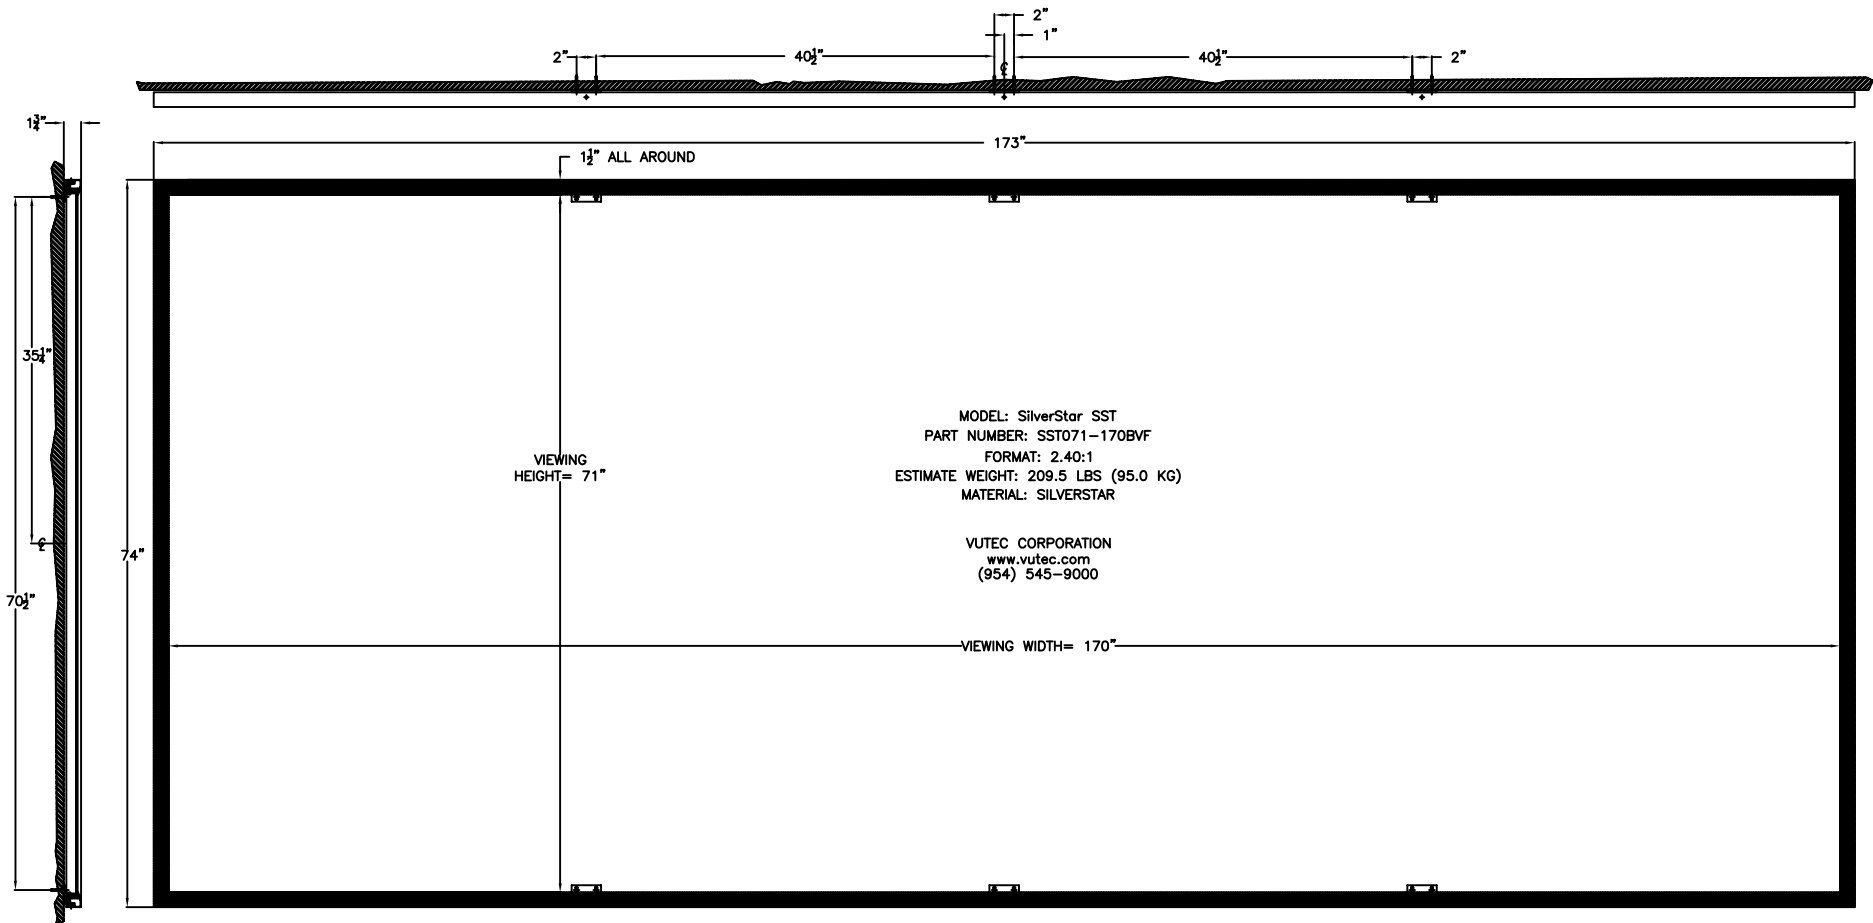 2"
1"
2"
40½"
40½"
2"
1¾"
173"
1½" ALL AROUND
35¼"
MODEL: SilverStar SST
PART NUMBER: SST071-170BVF
FORMAT: 2.40:1
ESTIMATE WEIGHT: 209.5 LBS (95.0 KG)
MATERIAL: SILVERSTAR
VIEWING
HEIGHT= 71"
VUTEC CORPORATION
www.vutec.com
(954) 545-9000
74"
70½"
VIEWING WIDTH= 170"